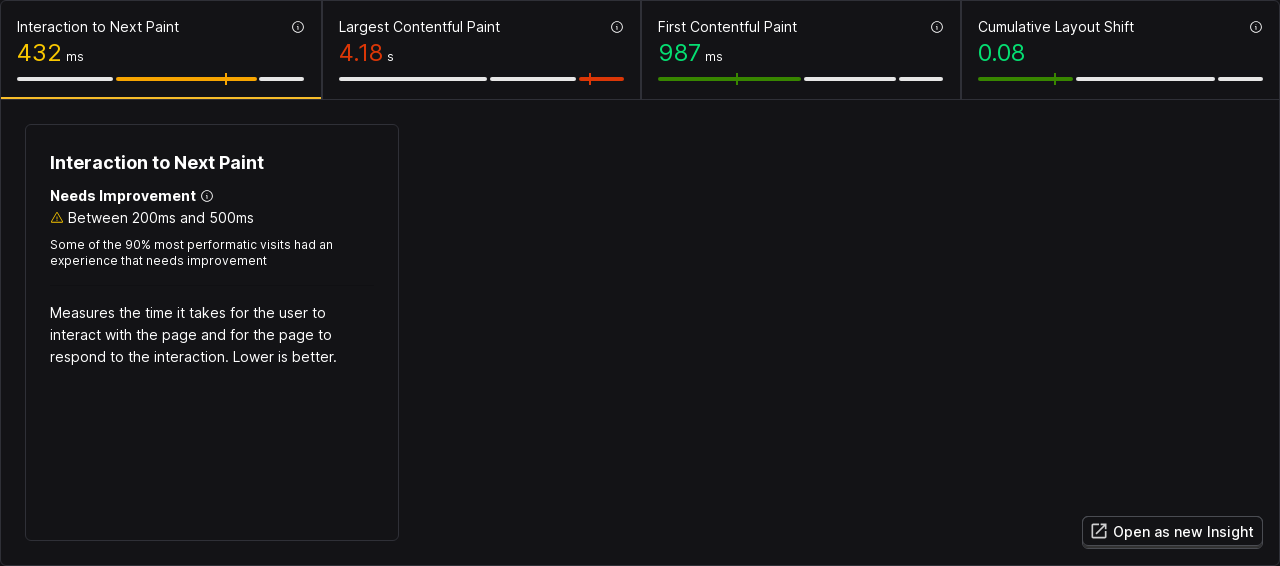 Interaction to Next Paint
432 ms
Largest Contentful Paint
4.18 s
First Contentful Paint
987 ms
Cumulative Layout Shift
0.08
Interaction to Next Paint
Needs Improvement
Between 200ms and 500ms
Some of the 90% most performatic visits had an
experience that needs improvement
Measures the time it takes for the user to
interact with the page and for the page to
respond to the interaction. Lower is better.
Open as new Insight